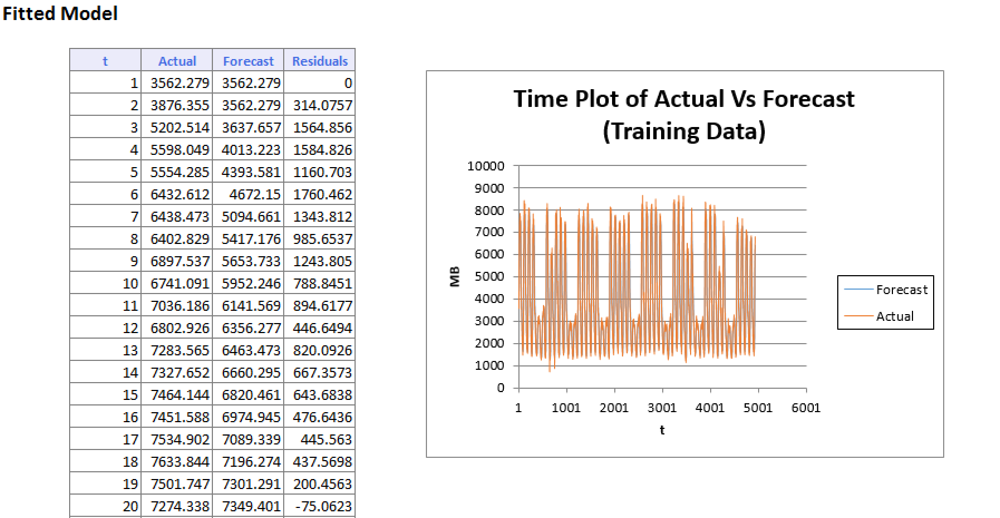 Fitted Model
t Actual Forecast Residuals
1 3562.279 3562.279 0
2 3876.355 3562.279 314.0757
3 5202.514 3637.657 1564.856
4 5598.049 4013.223 1584.826
5 5554.285 4393.581 1160.703
6 6432.612 4672.15 1760.462
7 6438.473 5094.661 1343.812
8 6402.829 5417.176 985.6537
9 6897.537 5653.733 1243.805
10 6741.091 5952.246 788.8451
11 7036.186 6141.569 894.6177
12 6802.926 6356.277 446.6494
13 7283.565 6463.473 820.0926
14 7327.652 6660.295 667.3573
15 7464.144 6820.461 643.6838
16 7451.588 6974.945 476.6436
17 7534.902 7089.339 445.563
18 7633.844 7196.274 437.5698
19 7501.747 7301.291 200.4563
20 7274.338 7349.401 -75.0623
Time Plot of Actual Vs Forecast
(Training Data)
10000
9000
8000
7000
6000
5000
4000
3000
2000
1000
0
MB
1 1001 2001 3001 4001 5001 6001
t
Forecast
Actual